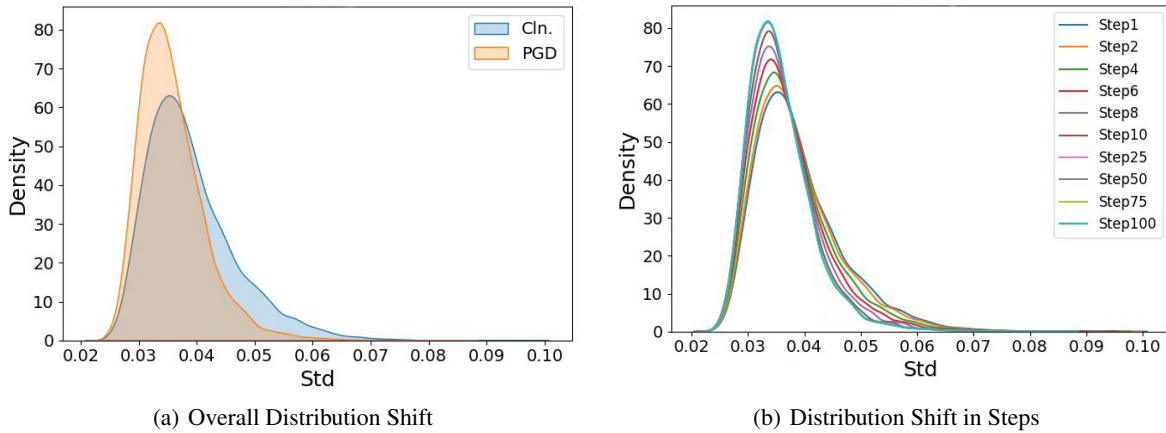 80
70
60
50
40
30
20
10
0
Density
0.02 0.03 0.04 0.05 0.06 0.07 0.08 0.09 0.10
Std
Cln.
PGD
(a) Overall Distribution Shift
80
70
60
50
40
30
20
10
0
Density
0.02 0.03 0.04 0.05 0.06 0.07 0.08 0.09 0.10
Std
Step1
Step2
Step4
Step6
Step8
Step10
Step25
Step50
Step75
Step100
(b) Distribution Shift in Steps